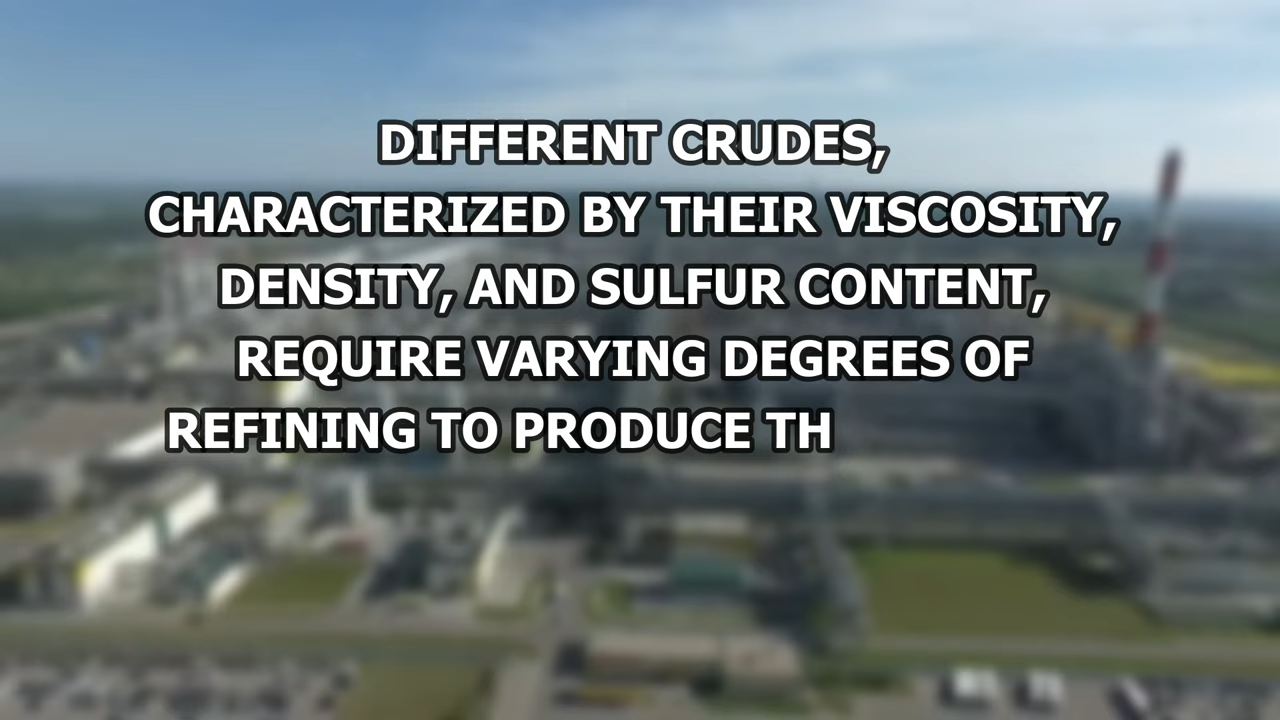 DIFFERENT CRUDES,
CHARACTERIZED BY THEIR VISCOSITY,
DENSITY, AND SULFUR CONTENT,
REQUIRE VARYING DEGREES OF
REFINING TO PRODUCE TH